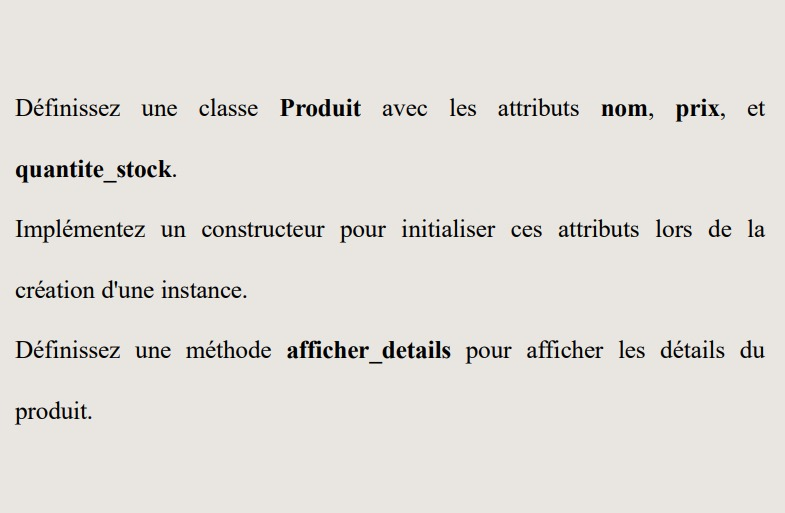 Définissez une classe Produit avec les attributs nom, prix, et
quantite_stock.
Implémentez un constructeur pour initialiser ces attributs lors de la
création d'une instance.
Définissez une méthode afficher_details pour afficher les détails du
produit.